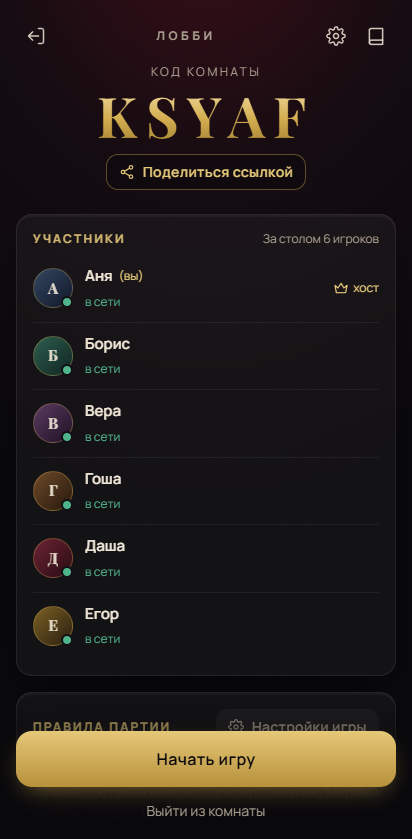 ЛОББИ
КОД КОМНАТЫ
KSYAF
Поделиться ссылкой
УЧАСТНИКИ
За столом 6 игроков
А
Аня (вы)
в сети
хост
Б
Борис
в сети
В
Вера
в сети
Г
Гоша
в сети
Д
Даша
в сети
Е
Егор
в сети
ПРАВИЛА ПАРТИИ
Настройки игры
Начать игру
Выйти из комнаты